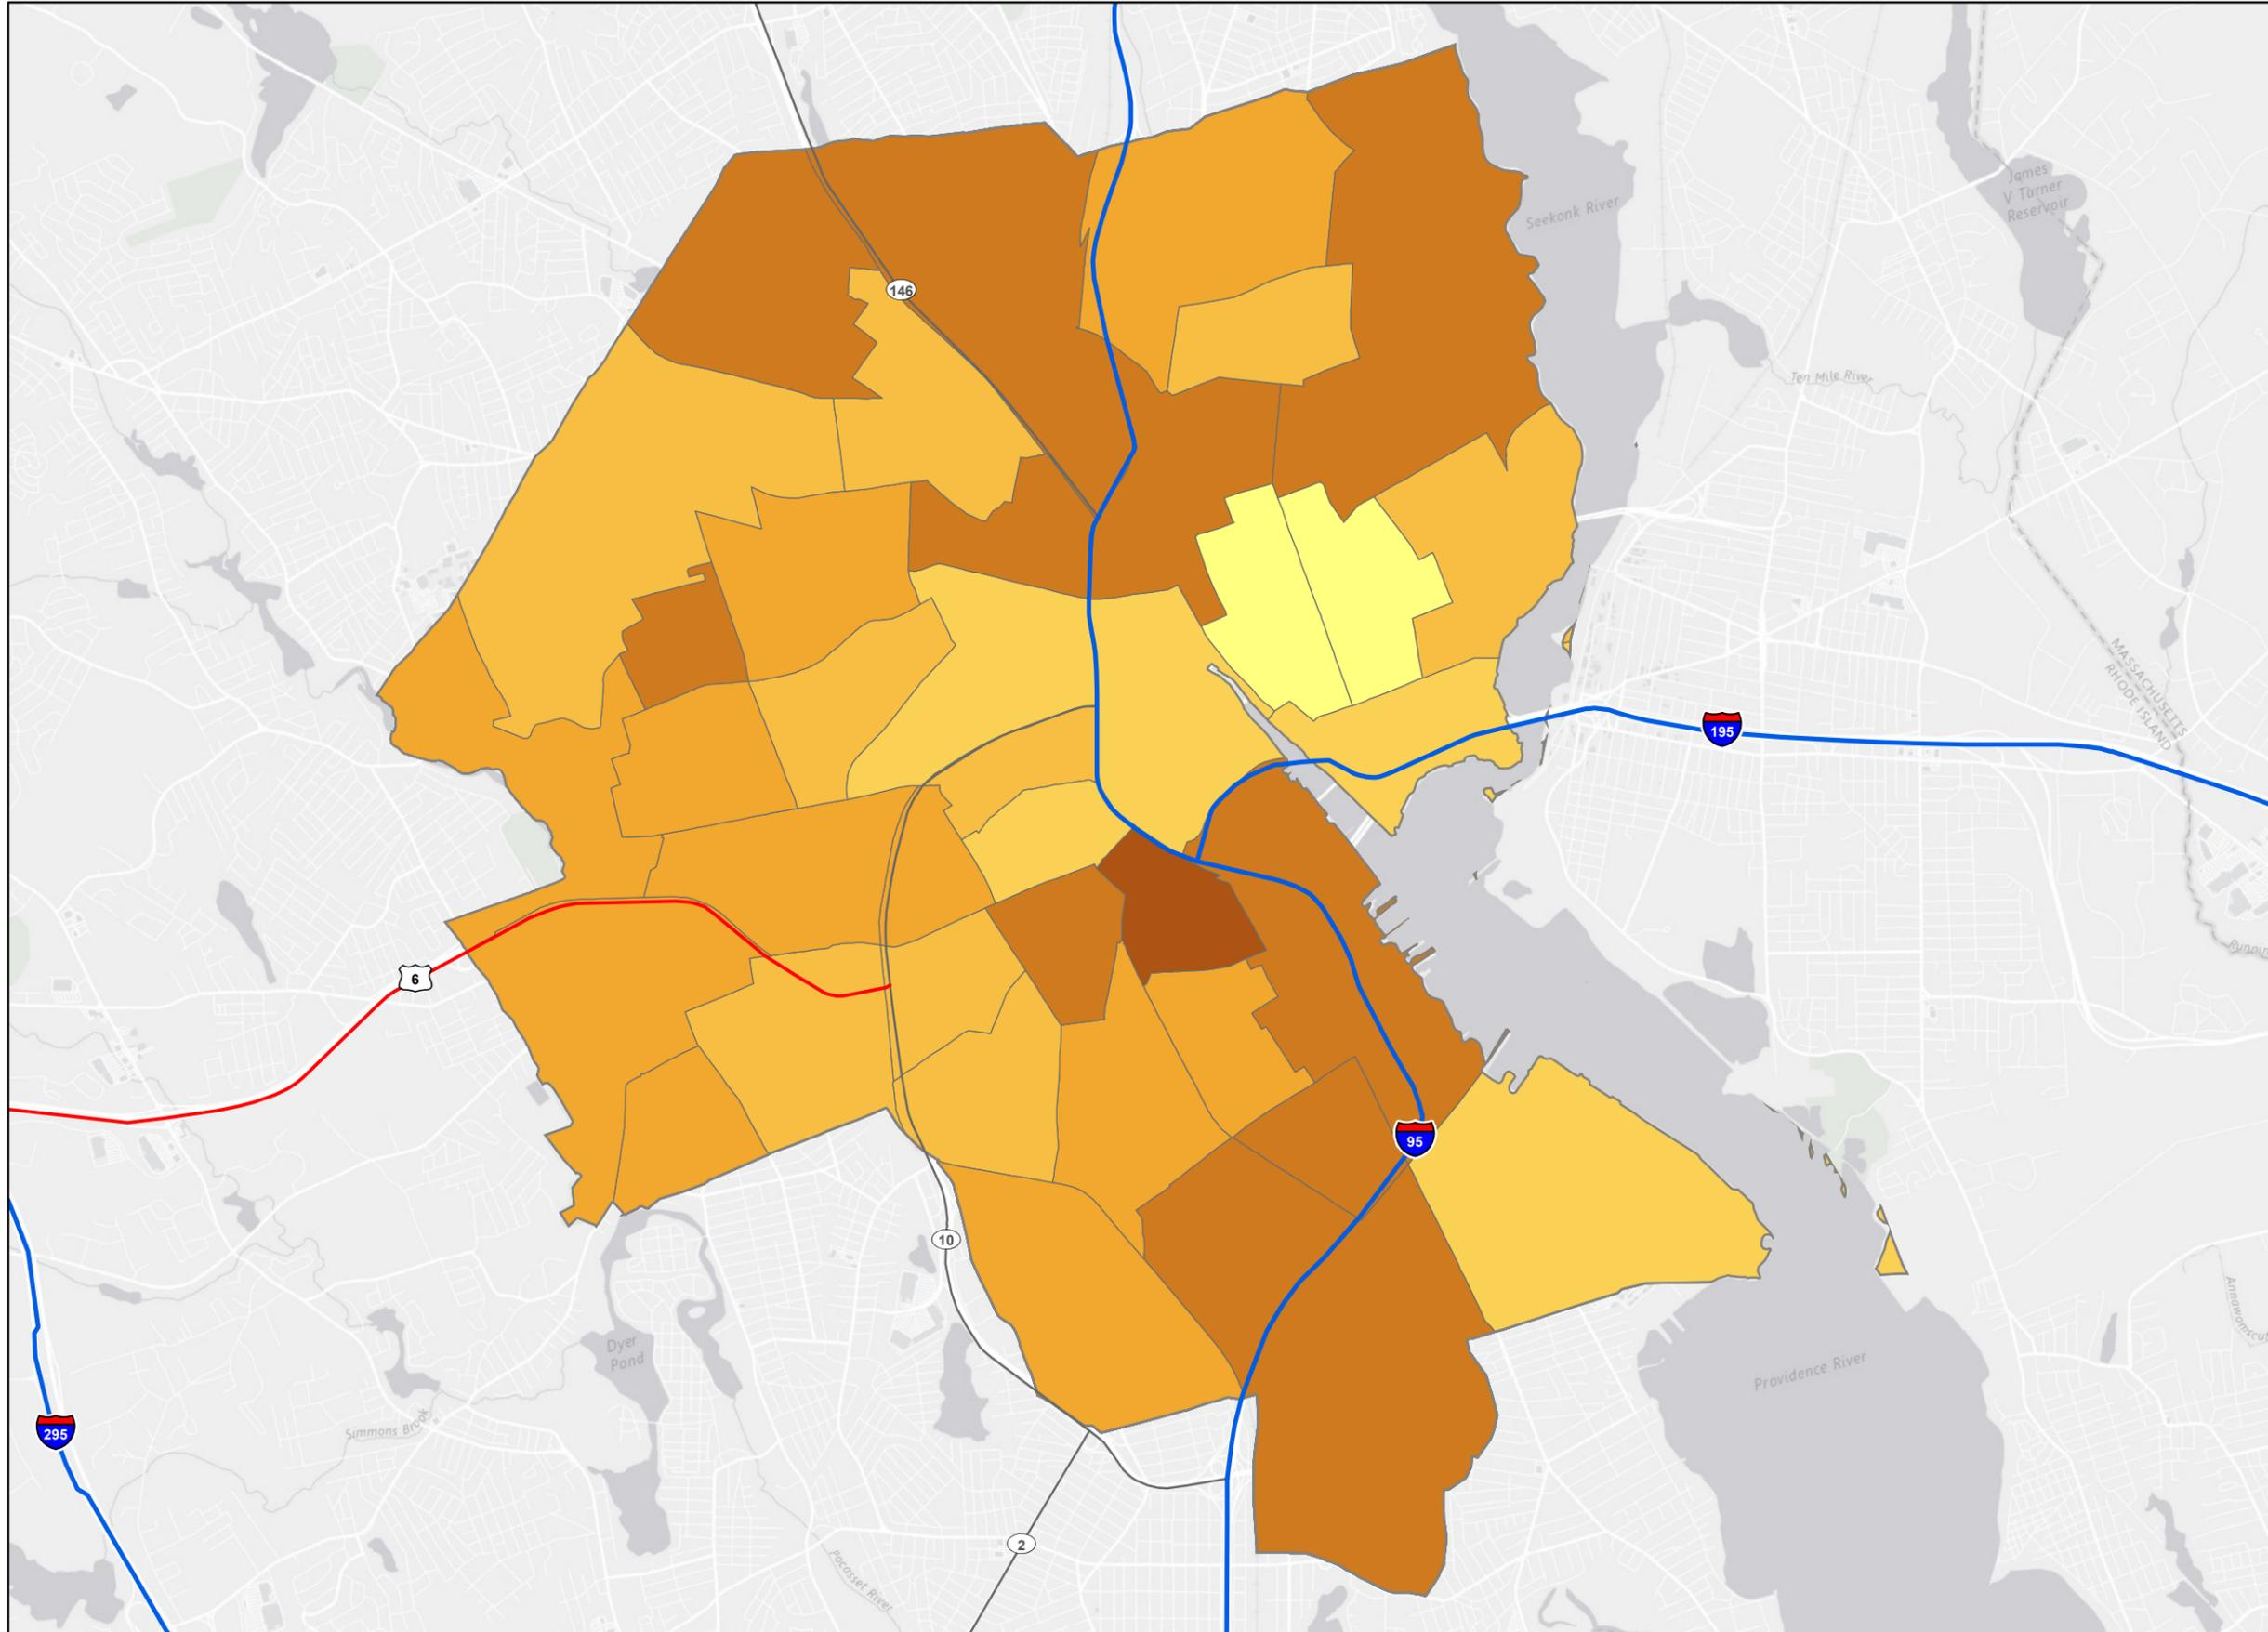 James
V Turner
Reservoir
Seekonk River
146
Ten Mile River
MASSACHUSETTS
RHODE ISLAND
195
6
95
10
Dyer
Pond
Providence River
Simmons Brook
295
2
Pocasset River